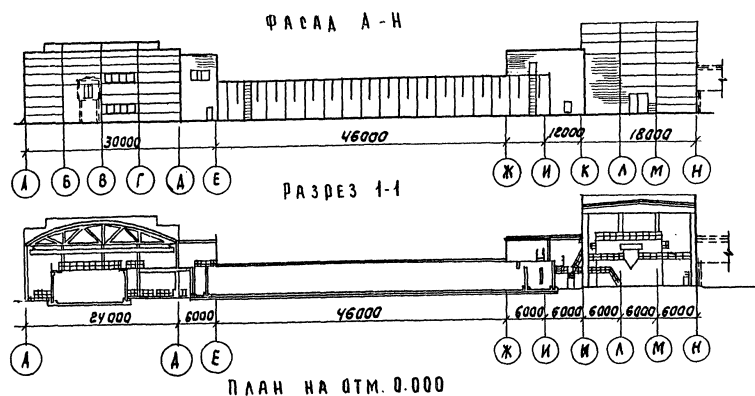 ФАСАД А-Н
30000 46000 12000 18000
А Б В Г Д Е Ж И К Л М Н
РАЗРЕЗ 1-1
24000 6000 46000 6000 6000 6000 6000 6000
А Д Е Ж И И Л М Н
ПЛАН НА ОТМ. 0.000